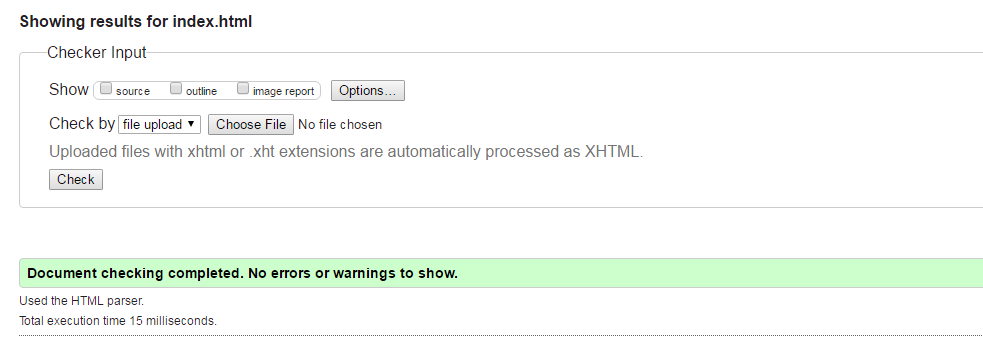 Showing results for index.html
Checker Input
Show source outline image report Options...
Check by file upload Choose File No file chosen
Uploaded files with xhtml or .xht extensions are automatically processed as XHTML.
Check
Document checking completed. No errors or warnings to show.
Used the HTML parser.
Total execution time 15 milliseconds.